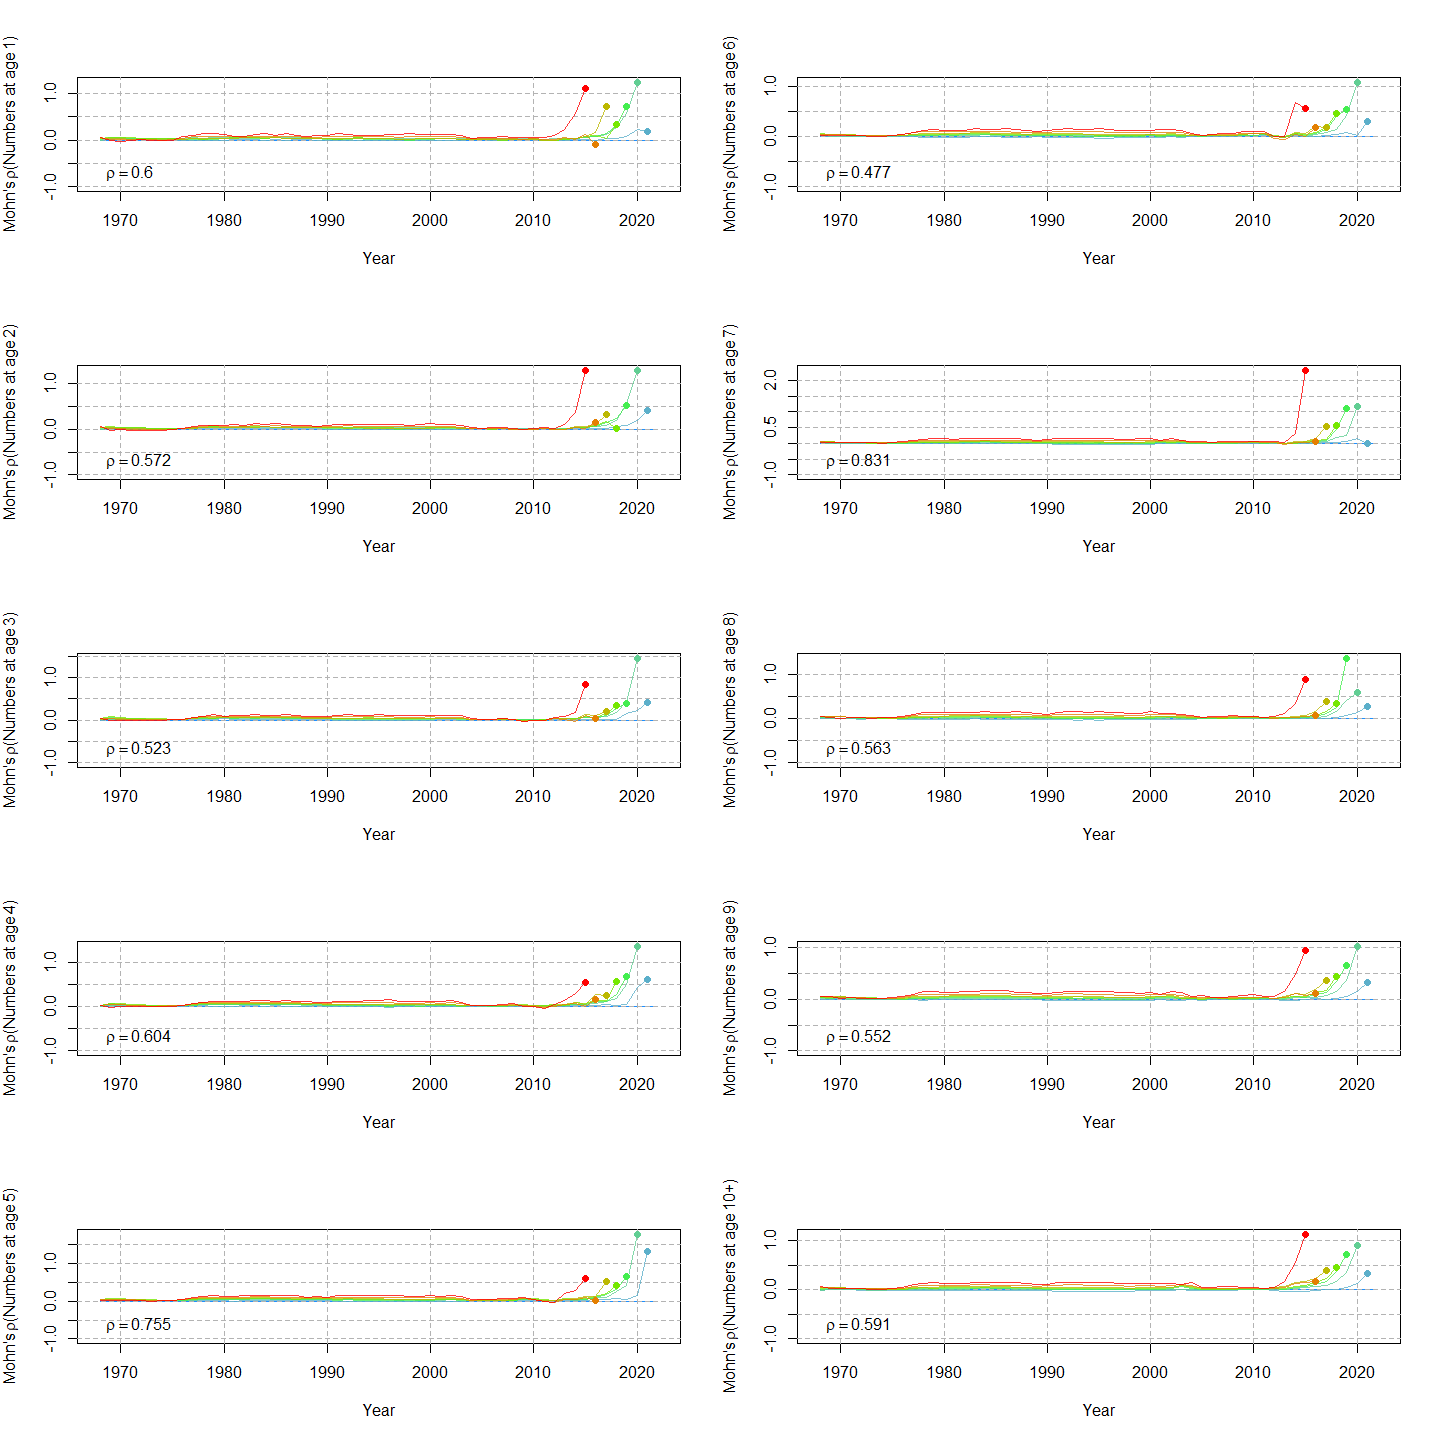 Mohn's ρ(Numbers at age 1)
1.0
0.0
-1.0
ρ = 0.6
1970 1980 1990 2000 2010 2020
Year
Mohn's ρ(Numbers at age 6)
1.0
0.0
-1.0
ρ = 0.477
1970 1980 1990 2000 2010 2020
Year
Mohn's ρ(Numbers at age 2)
1.0
0.0
-1.0
ρ = 0.572
1970 1980 1990 2000 2010 2020
Year
Mohn's ρ(Numbers at age 7)
2.0
0.5
-1.0
ρ = 0.831
1970 1980 1990 2000 2010 2020
Year
Mohn's ρ(Numbers at age 3)
1.0
0.0
-1.0
ρ = 0.523
1970 1980 1990 2000 2010 2020
Year
Mohn's ρ(Numbers at age 8)
1.0
0.0
-1.0
ρ = 0.563
1970 1980 1990 2000 2010 2020
Year
Mohn's ρ(Numbers at age 4)
1.0
0.0
-1.0
ρ = 0.604
1970 1980 1990 2000 2010 2020
Year
Mohn's ρ(Numbers at age 9)
1.0
0.0
-1.0
ρ = 0.552
1970 1980 1990 2000 2010 2020
Year
Mohn's ρ(Numbers at age 5)
1.0
0.0
-1.0
ρ = 0.755
1970 1980 1990 2000 2010 2020
Year
Mohn's ρ(Numbers at age 10+)
1.0
0.0
-1.0
ρ = 0.591
1970 1980 1990 2000 2010 2020
Year